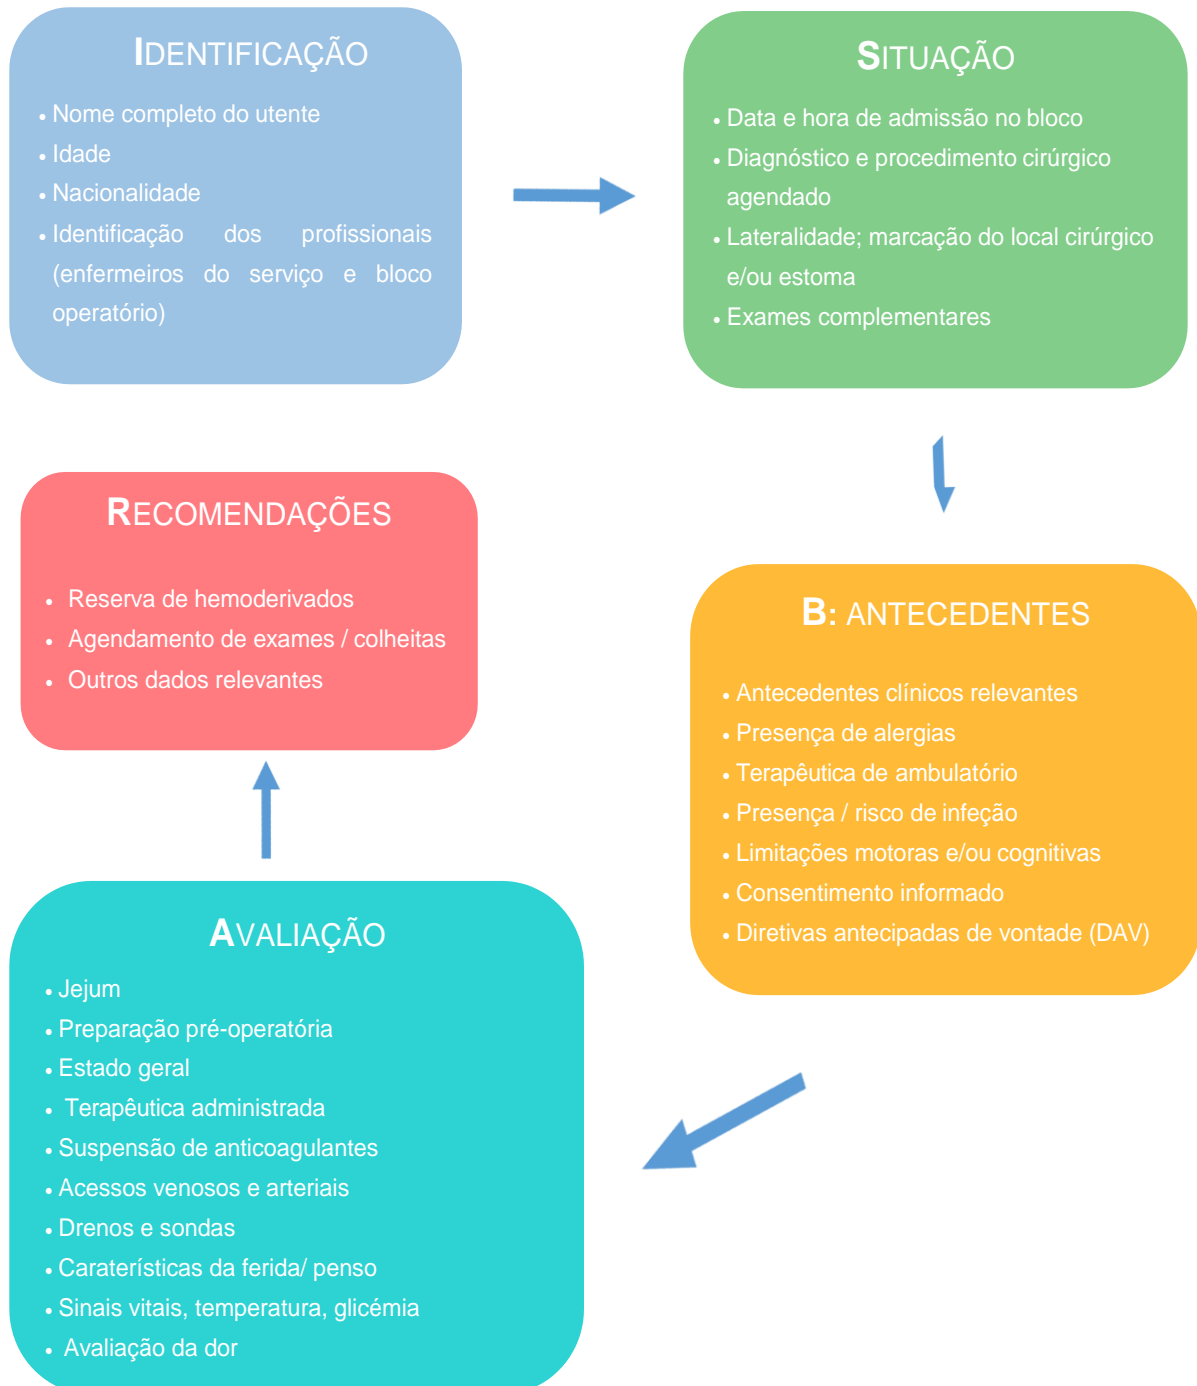 IDENTIFICAÇÃO
• Nome completo do utente
• Idade
• Nacionalidade
• Identificação dos profissionais
(enfermeiros do serviço e bloco
operatório)
SITUAÇÃO
• Data e hora de admissão no bloco
• Diagnóstico e procedimento cirúrgico
agendado
• Lateralidade; marcação do local cirúrgico
e/ou estoma
• Exames complementares
B: ANTECEDENTES
• Antecedentes clínicos relevantes
• Presença de alergias
• Terapêutica de ambulatório
• Presença / risco de infeção
• Limitações motoras e/ou cognitivas
• Consentimento informado
• Diretivas antecipadas de vontade (DAV)
AVALIAÇÃO
• Jejum
• Preparação pré-operatória
• Estado geral
• Terapêutica administrada
• Suspensão de anticoagulantes
• Acessos venosos e arteriais
• Drenos e sondas
• Caraterísticas da ferida/ penso
• Sinais vitais, temperatura, glicémia
• Avaliação da dor
RECOMENDAÇÕES
• Reserva de hemoderivados
• Agendamento de exames / colheitas
• Outros dados relevantes